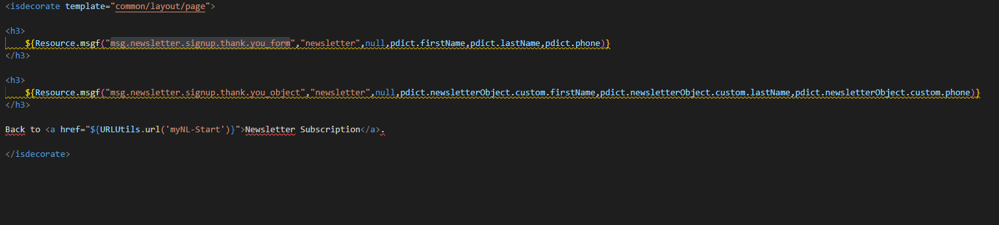 <isdecorate template="common/layout/page">
<h3>
${Resource.msgf("msg.newsletter.signup.thank.you_form","newsletter",null,pdict.firstName,pdict.lastName,pdict.phone)}
</h3>
<h3>
${Resource.msgf("msg.newsletter.signup.thank.you_object","newsletter",null,pdict.newsletterObject.custom.firstName,pdict.newsletterObject.custom.lastName,pdict.newsletterObject.custom.phone)}
</h3>
Back to <a href="${URLUtils.url('myNL-Start')}">Newsletter Subscription</a>.
</isdecorate>